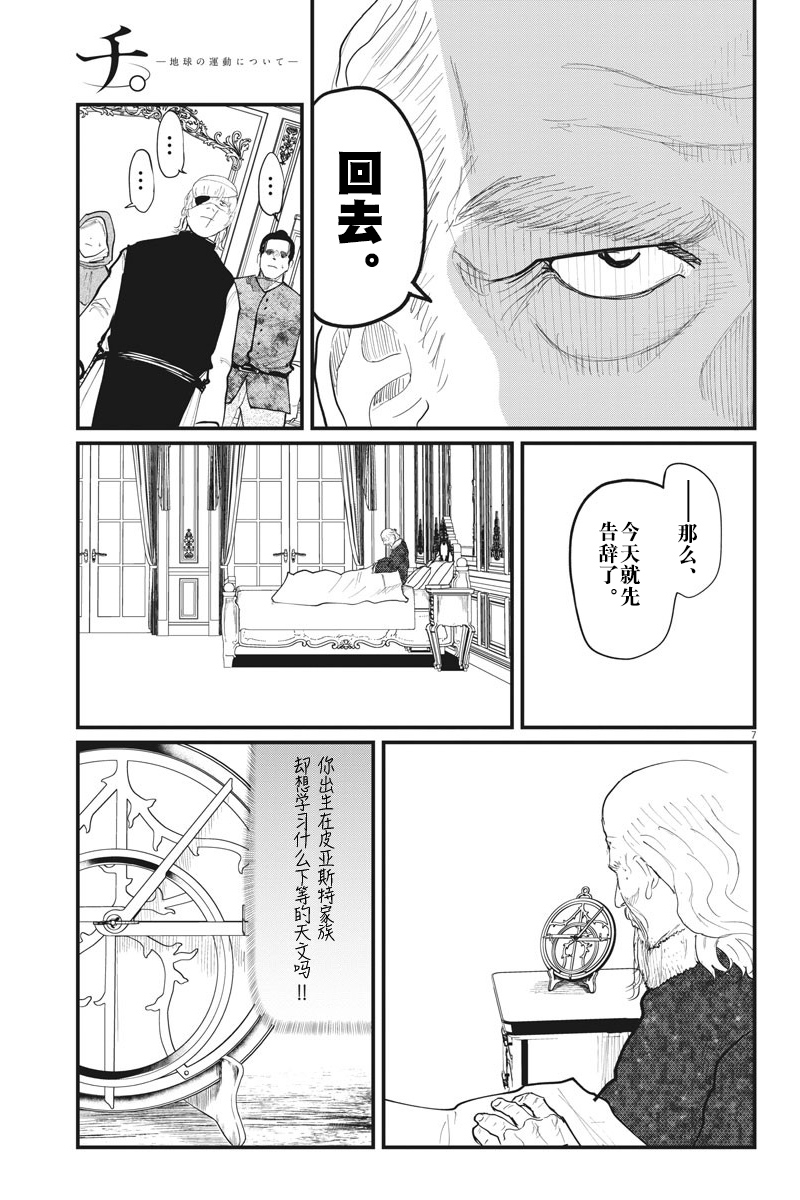 チ。
—地球の運動について—
回去。
…
…
…
——那么、
今天就先
告辞了。
7
你出生在皮亚斯特家族
却想学习什么下等的天文吗!!